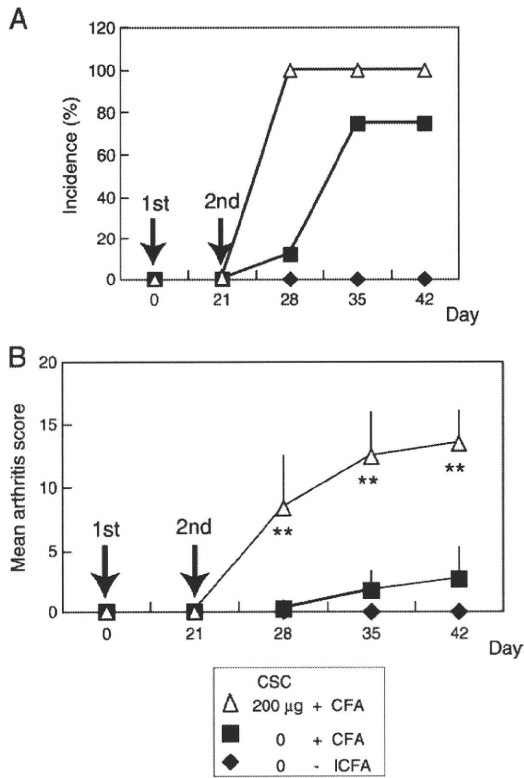 A
120
100
80
60
40
20
0
Incidence (%)
1st
2nd
0 21 28 35 42
Day
B
20
15
10
5
0
Mean arthritis score
1st
2nd
**
**
**
0 21 28 35 42
Day
CSC
200 µg + CFA
0 + CFA
0 - ICFA